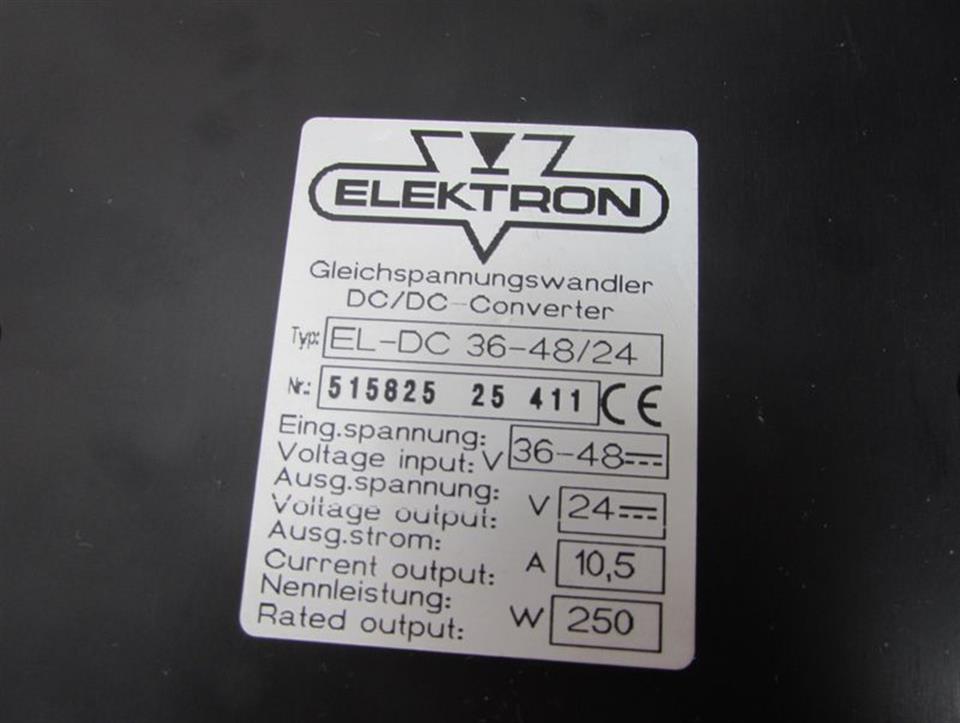 ELEKTRON
Gleichspannungswandler
DC/DC-Converter
Typ: EL-DC 36-48/24
Nr.: 515825 25 411 CE
Eing.spannung:
Voltage input: V 36-48⎓
Ausg.spannung:
Voltage output: V 24⎓
Ausg.strom:
Current output: A 10,5
Nennleistung:
Rated output: W 250